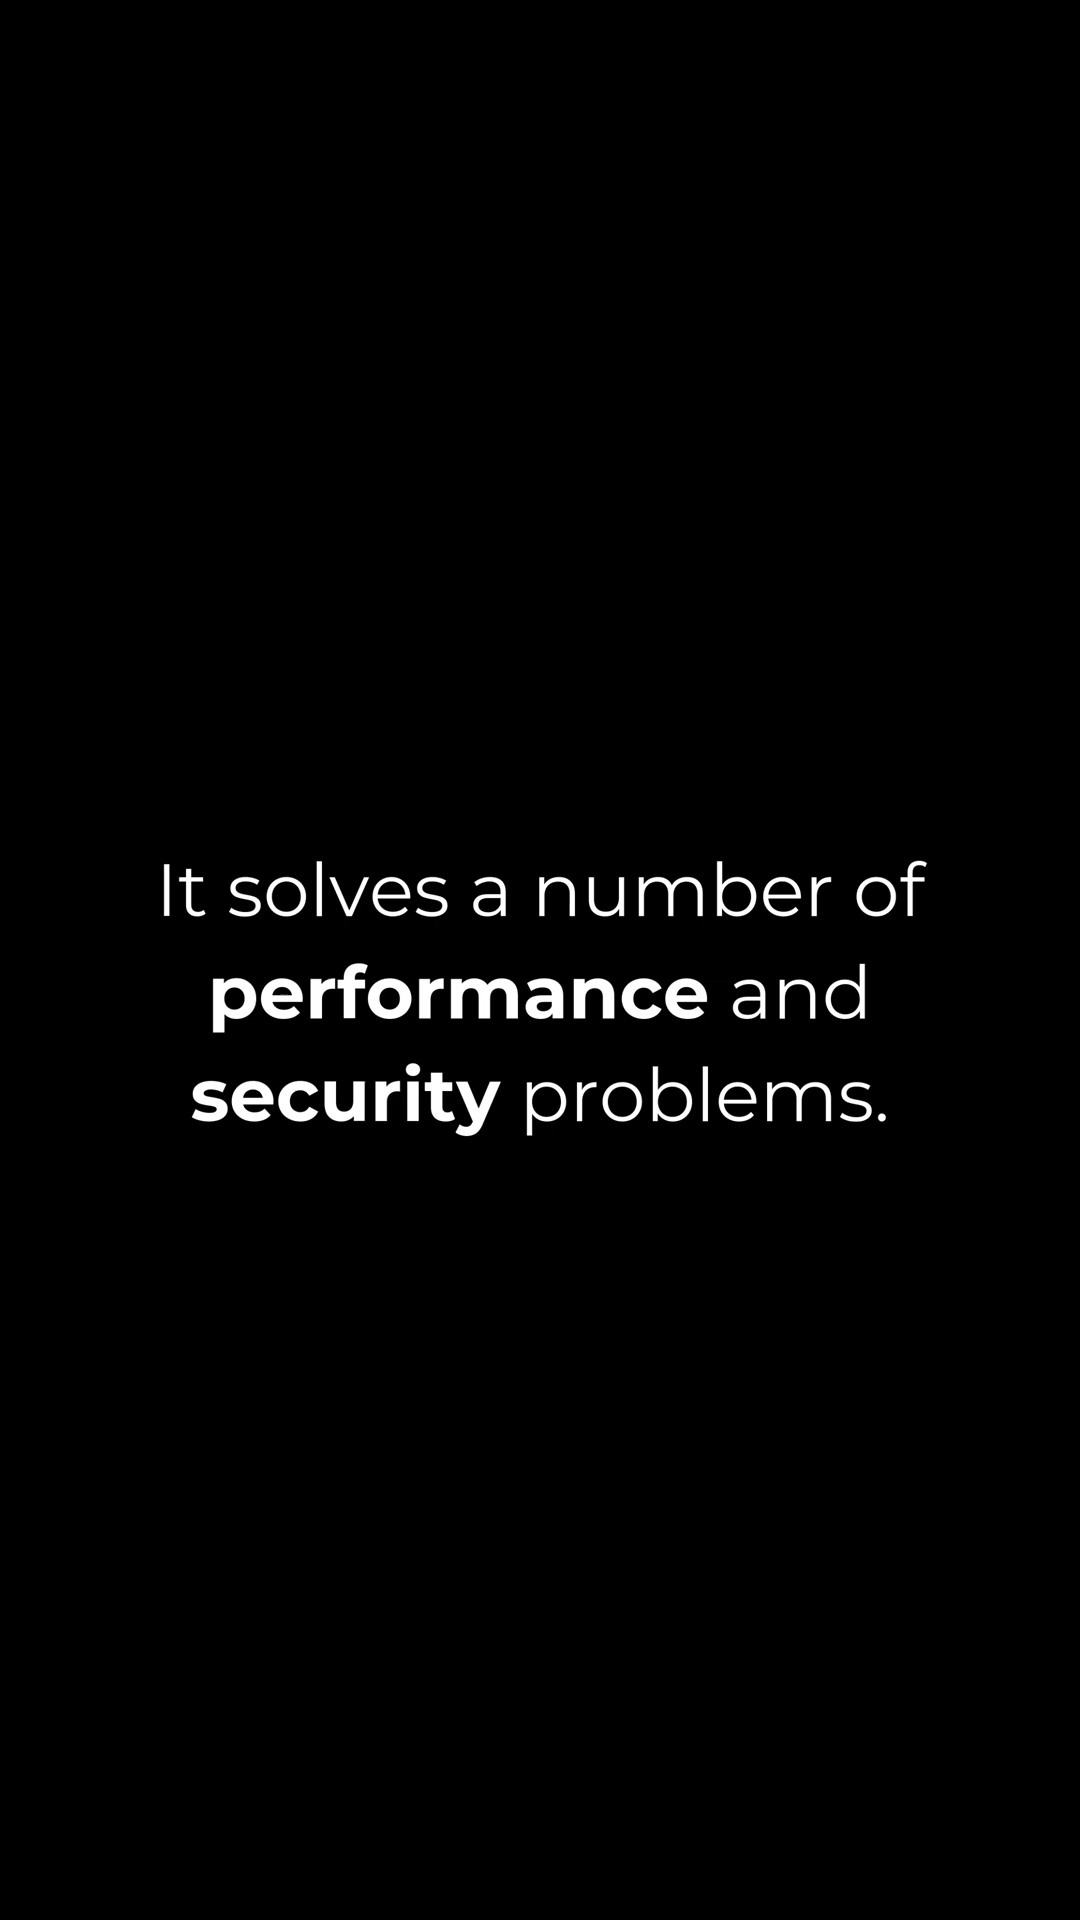 It solves a number of
performance and
security problems.